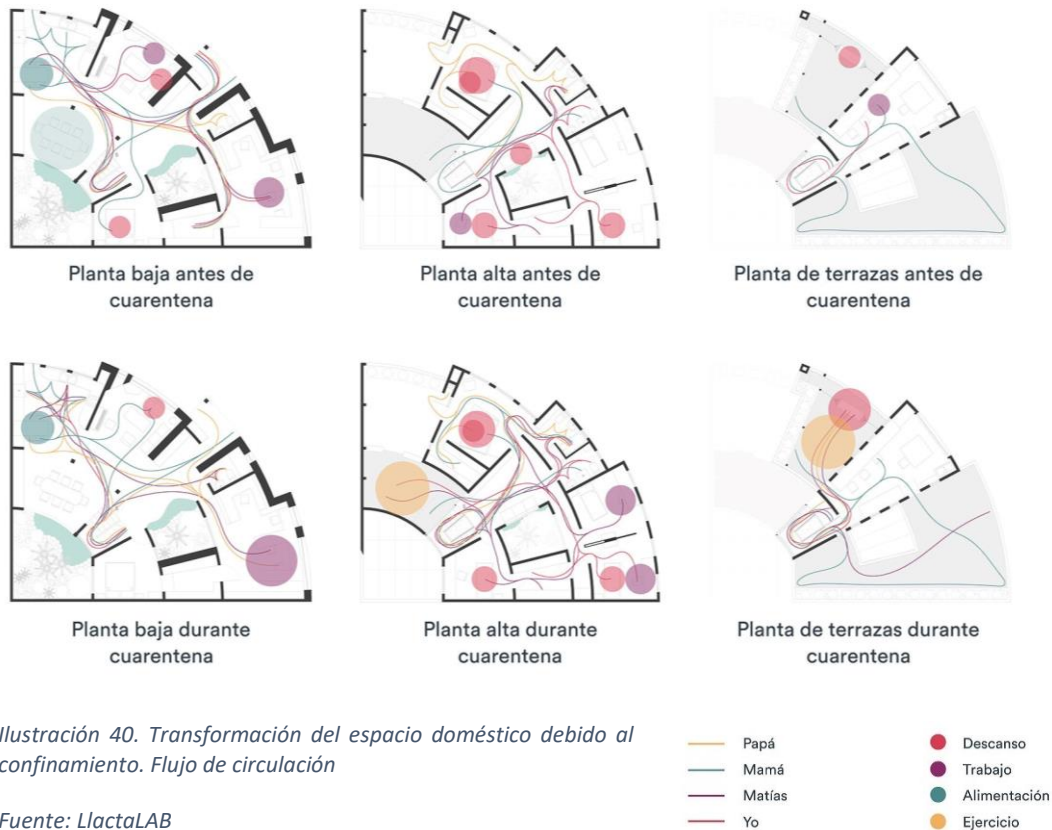 Planta baja antes de
cuarentena
Planta alta antes de
cuarentena
Planta de terrazas antes de
cuarentena
Planta baja durante
cuarentena
Planta alta durante
cuarentena
Planta de terrazas durante
cuarentena
Ilustración 40. Transformación del espacio doméstico debido al
confinamiento. Flujo de circulación
Fuente: LlactaLAB
Papá
Mamá
Matías
Yo
Descanso
Trabajo
Alimentación
Ejercicio